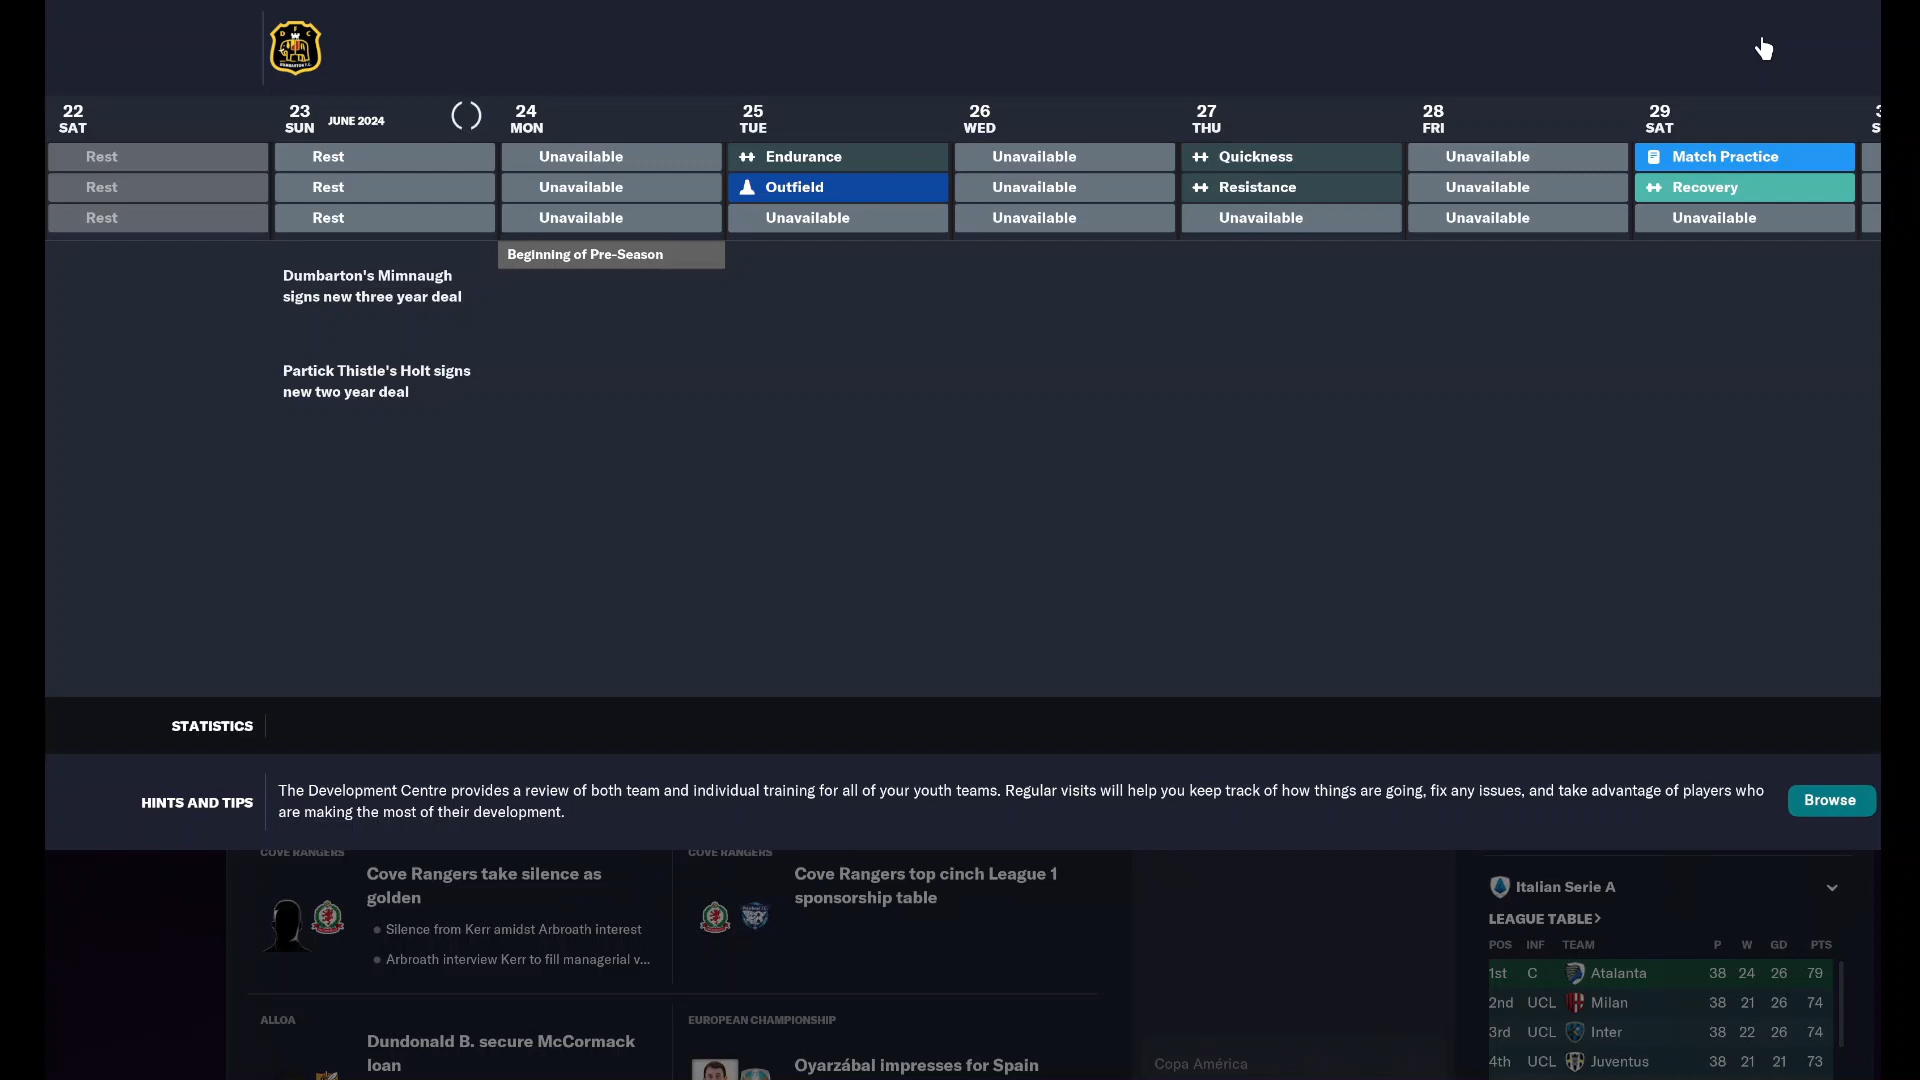 D F C
DUMBARTON F.C.
22
SAT
23
SUN JUNE 2024
24
MON
25
TUE
26
WED
27
THU
28
FRI
29
SAT
Rest Rest Unavailable Endurance Unavailable Quickness Unavailable Match Practice
Rest Rest Unavailable Outfield Unavailable Resistance Unavailable Recovery
Rest Rest Unavailable Unavailable Unavailable Unavailable Unavailable Unavailable
Beginning of Pre-Season
Dumbarton's Mimnaugh
signs new three year deal
Partick Thistle's Holt signs
new two year deal
STATISTICS
HINTS AND TIPS
The Development Centre provides a review of both team and individual training for all of your youth teams. Regular visits will help you keep track of how things are going, fix any issues, and take advantage of players who
are making the most of their development.
Browse
COVE RANGERS
Cove Rangers take silence as
golden
Silence from Kerr amidst Arbroath interest
Arbroath interview Kerr to fill managerial v...
COVE RANGERS
Cove Rangers top cinch League 1
sponsorship table
ALLOA
Dundonald B. secure McCormack
loan
EUROPEAN CHAMPIONSHIP
Oyarzábal impresses for Spain
Copa América
Italian Serie A
LEAGUE TABLE>
POS INF TEAM P W GD PTS
1st C Atalanta 38 24 26 79
2nd UCL Milan 38 21 26 74
3rd UCL Inter 38 22 26 74
4th UCL Juventus 38 21 21 73